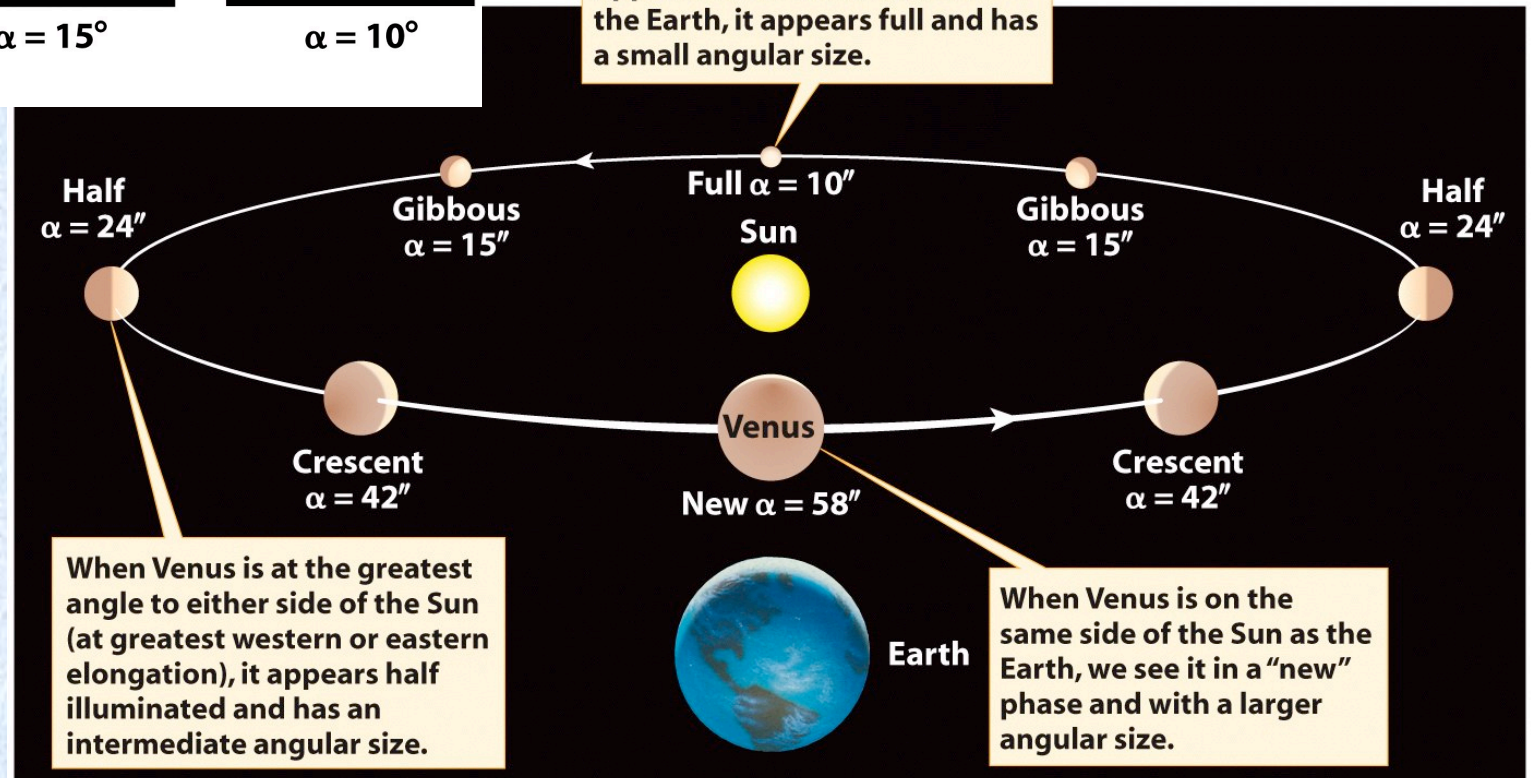 α = 15°
α = 10°
the Earth, it appears full and has
a small angular size.
Half
α = 24″
Gibbous
α = 15″
Full α = 10″
Sun
Gibbous
α = 15″
Half
α = 24″
Crescent
α = 42″
Venus
New α = 58″
Crescent
α = 42″
When Venus is at the greatest
angle to either side of the Sun
(at greatest western or eastern
elongation), it appears half
illuminated and has an
intermediate angular size.
Earth
When Venus is on the
same side of the Sun as the
Earth, we see it in a “new”
phase and with a larger
angular size.